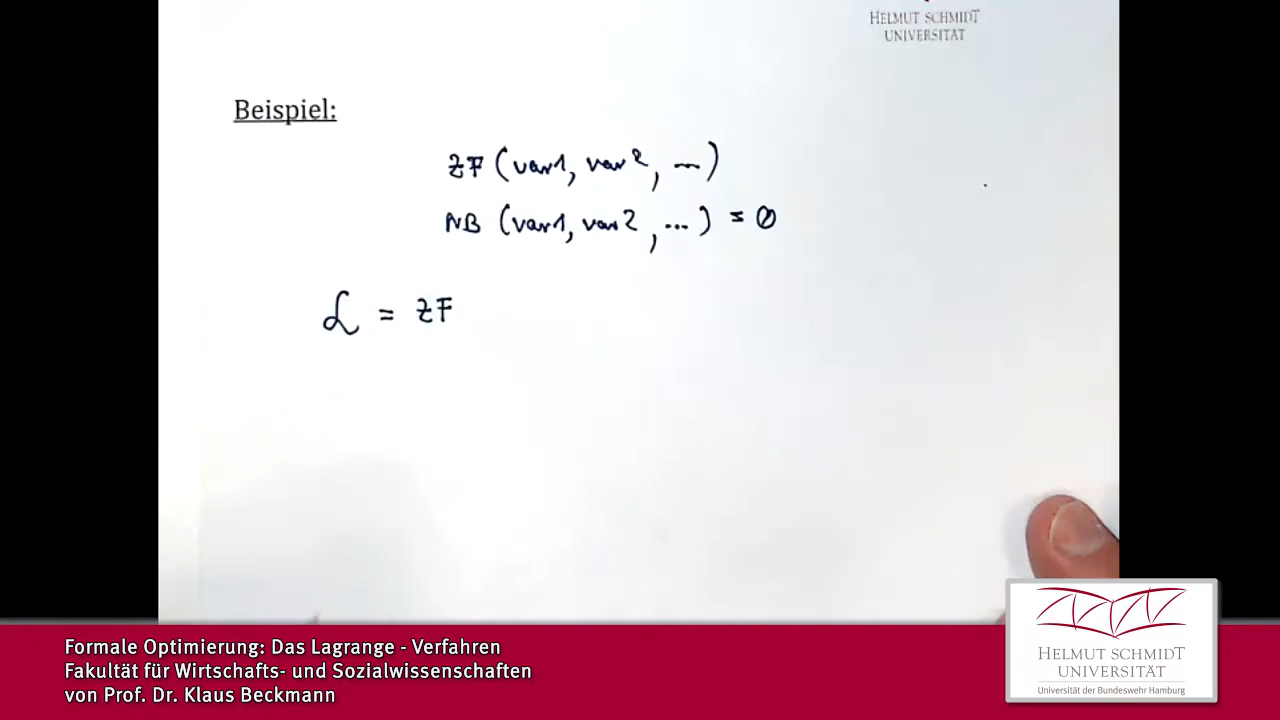 HELMUT SCHMIDT
UNIVERSITÄT
Beispiel:
ZF (var1, var2, ...)
NB (var1, var2, ...) = 0
ℒ = ZF
Formale Optimierung: Das Lagrange - Verfahren
Fakultät für Wirtschafts- und Sozialwissenschaften
von Prof. Dr. Klaus Beckmann
HELMUT SCHMIDT
UNIVERSITÄT
Universität der Bundeswehr Hamburg